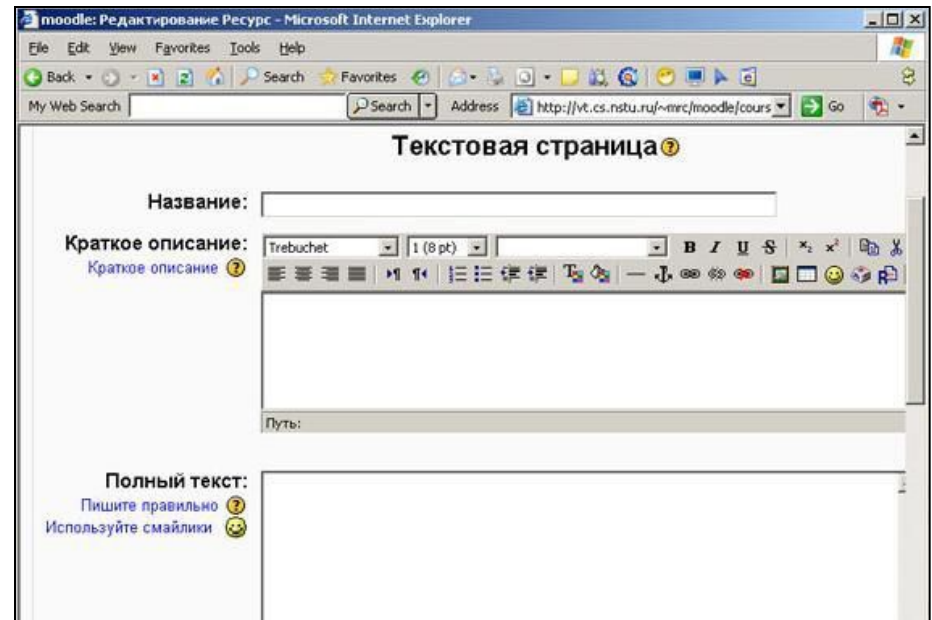 moodle: Редактирование Ресурс - Microsoft Internet Explorer
File Edit View Favorites Tools Help
Back Search Favorites
My Web Search Search Address http://vt.cs.nstu.ru/~mrc/moodle/cours Go
Текстовая страница
Название:
Краткое описание: Trebuchet 1 (8 pt) B I U S x₂ x²
Краткое описание
Путь:
Полный текст:
Пишите правильно
Используйте смайлики